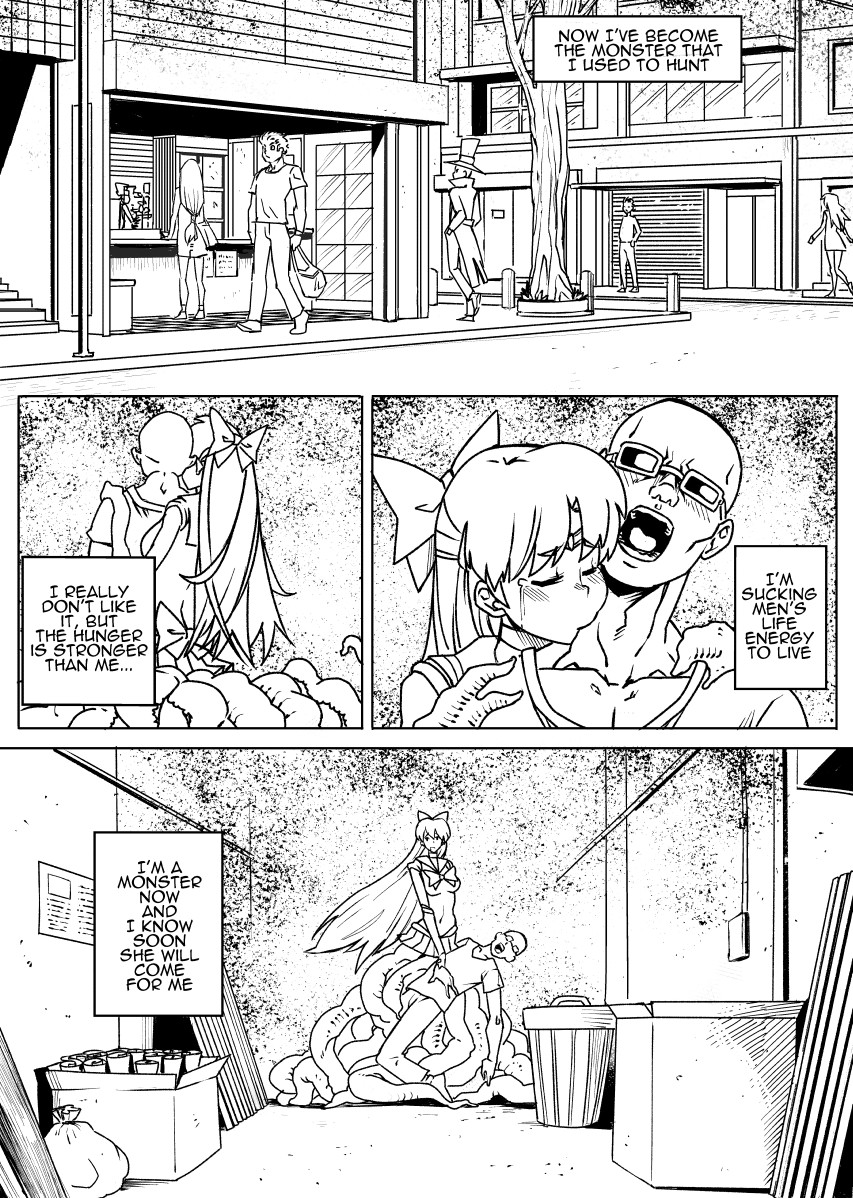 NOW I'VE BECOME
THE MONSTER THAT
I USED TO HUNT
I REALLY
DON'T LIKE
IT, BUT
THE HUNGER
IS STRONGER
THAN ME...
I'M
SUCKING
MEN'S
LIFE
ENERGY
TO LIVE
I'M A
MONSTER
NOW
AND
I KNOW
SOON
SHE WILL
COME
FOR ME